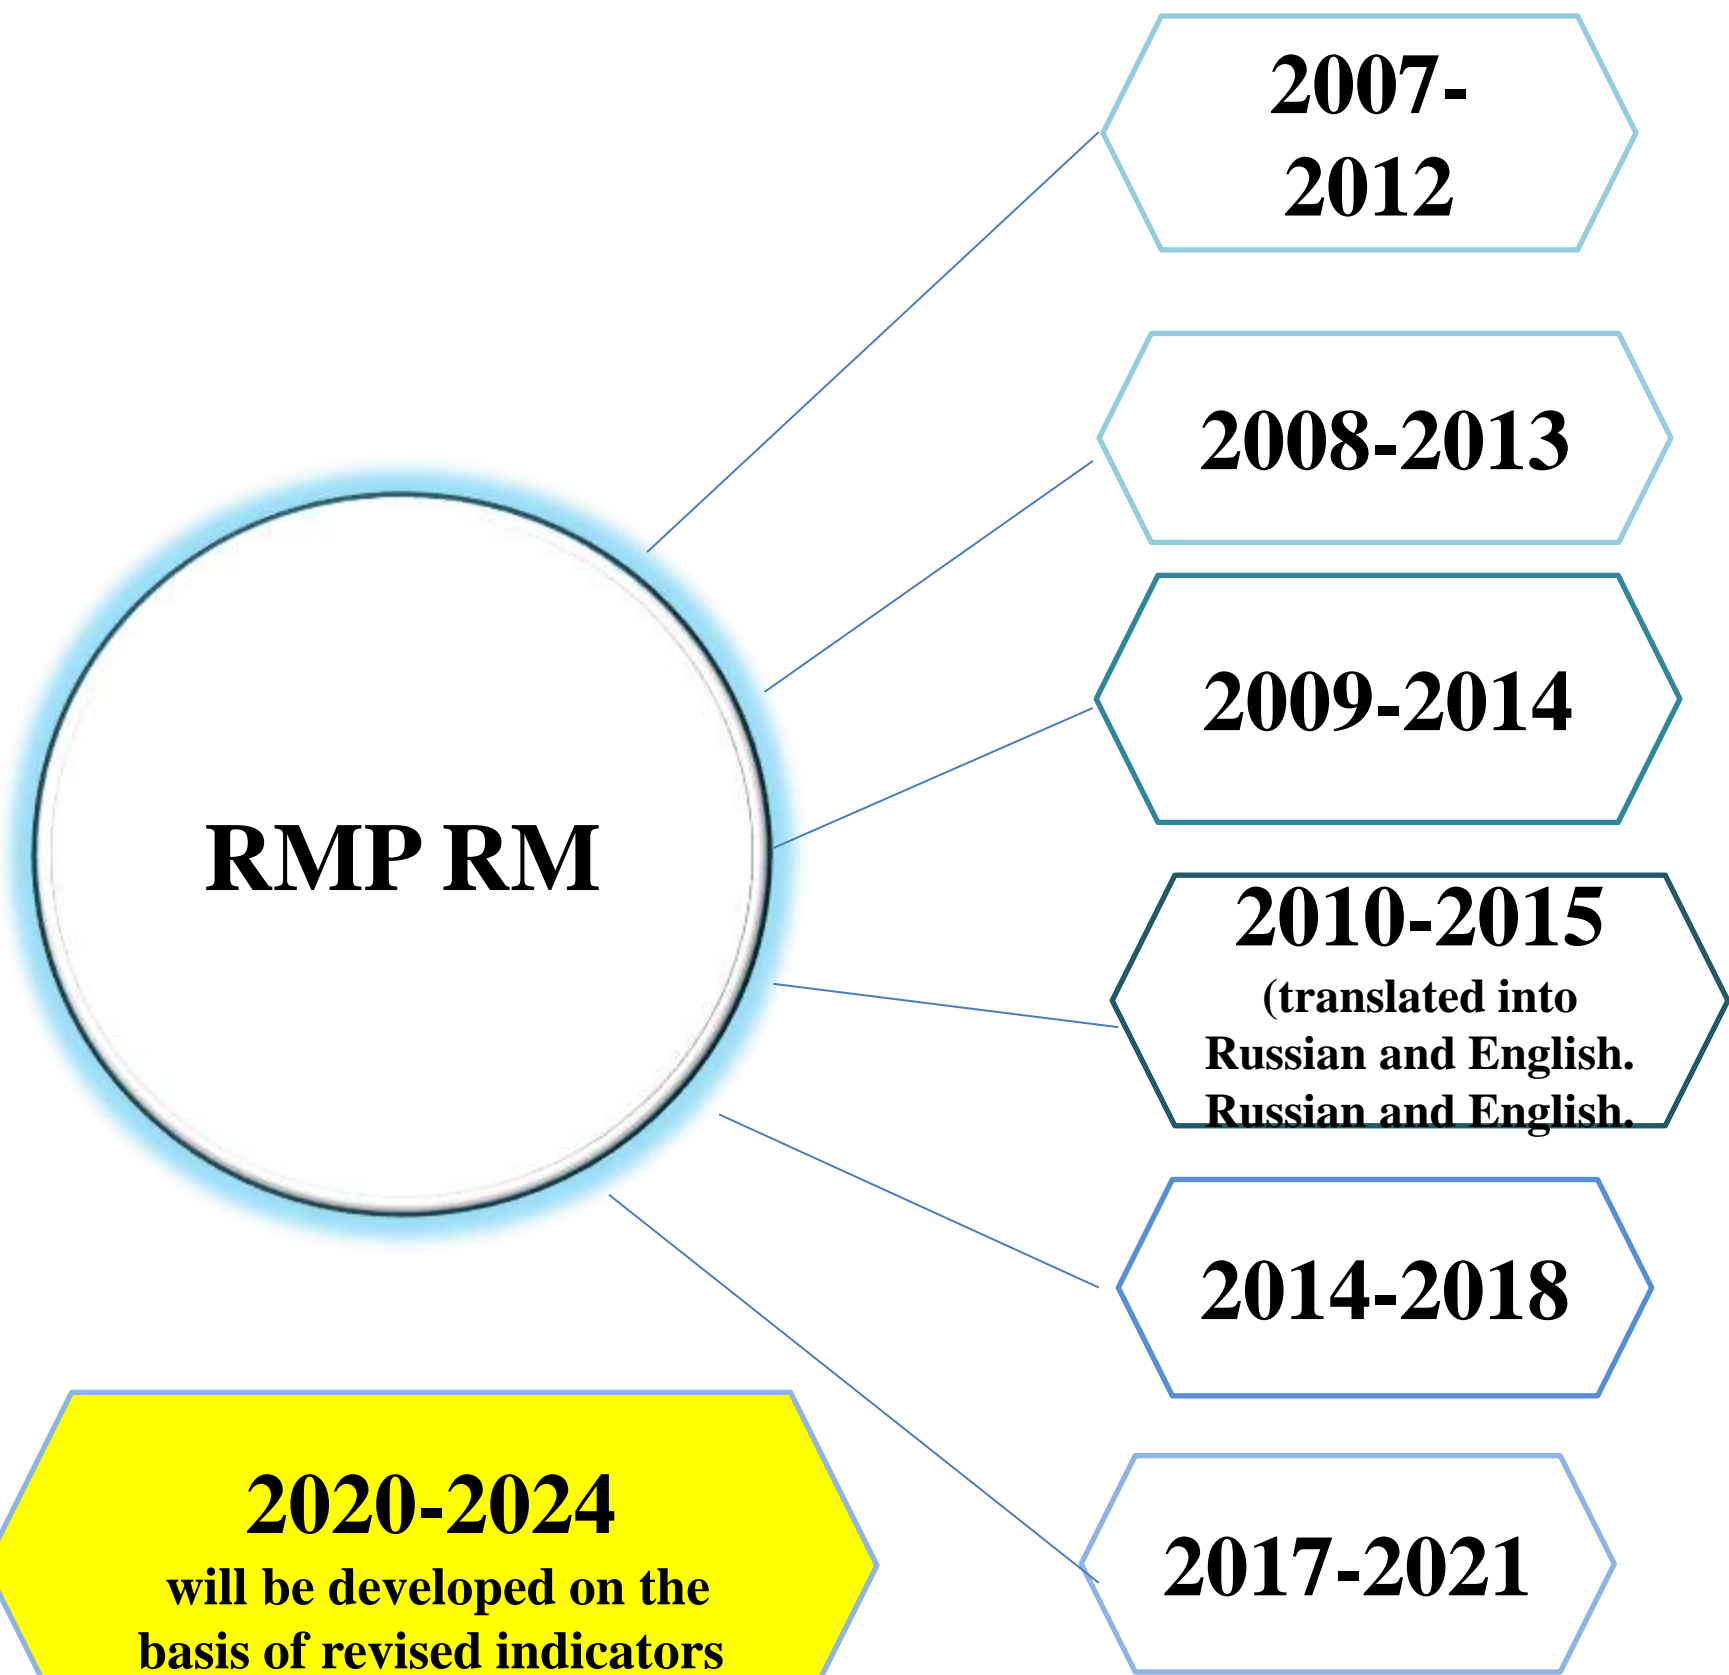 2007-
2012
2008-2013
2009-2014
RMP RM
2010-2015
(translated into
Russian and English.
Russian and English.
2014-2018
2017-2021
2020-2024
will be developed on the
basis of revised indicators